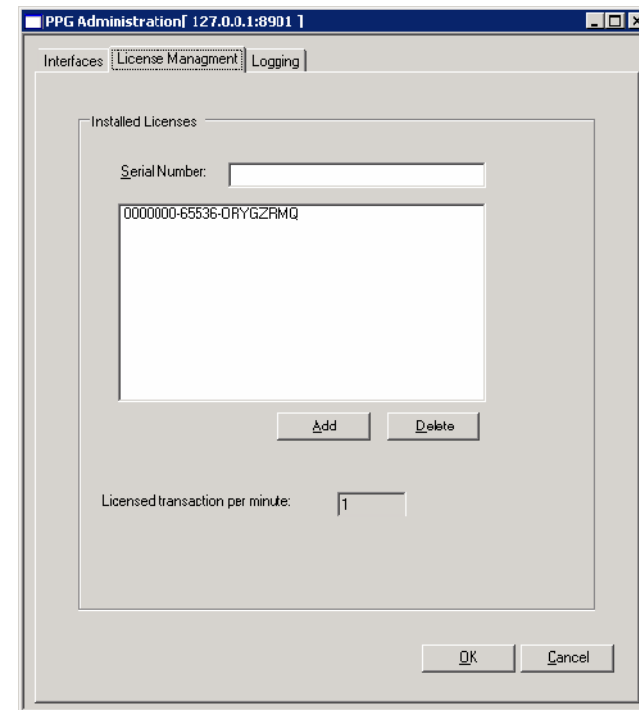 PPG Administration[ 127.0.0.1:8901 ]
Interfaces License Managment Logging
Installed Licenses
Serial Number:
0000000-65536-ORYGZRMQ
Add Delete
Licensed transaction per minute: 1
OK Cancel